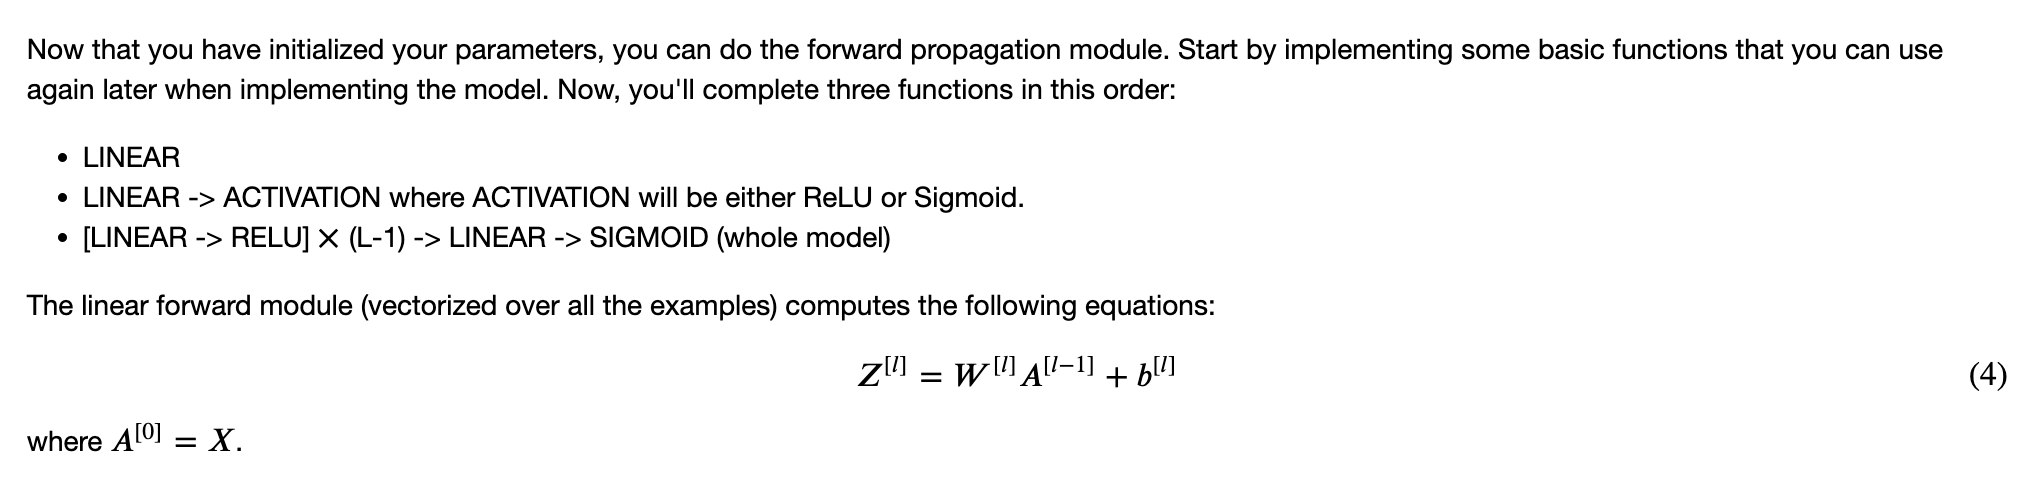 Now that you have initialized your parameters, you can do the forward propagation module. Start by implementing some basic functions that you can use
again later when implementing the model. Now, you'll complete three functions in this order:
• LINEAR
• LINEAR -> ACTIVATION where ACTIVATION will be either ReLU or Sigmoid.
• [LINEAR -> RELU] × (L-1) -> LINEAR -> SIGMOID (whole model)
The linear forward module (vectorized over all the examples) computes the following equations:
Z^{[l]} = W^{[l]} A^{[l−1]} + b^{[l]} (4)
where A^{[0]} = X.